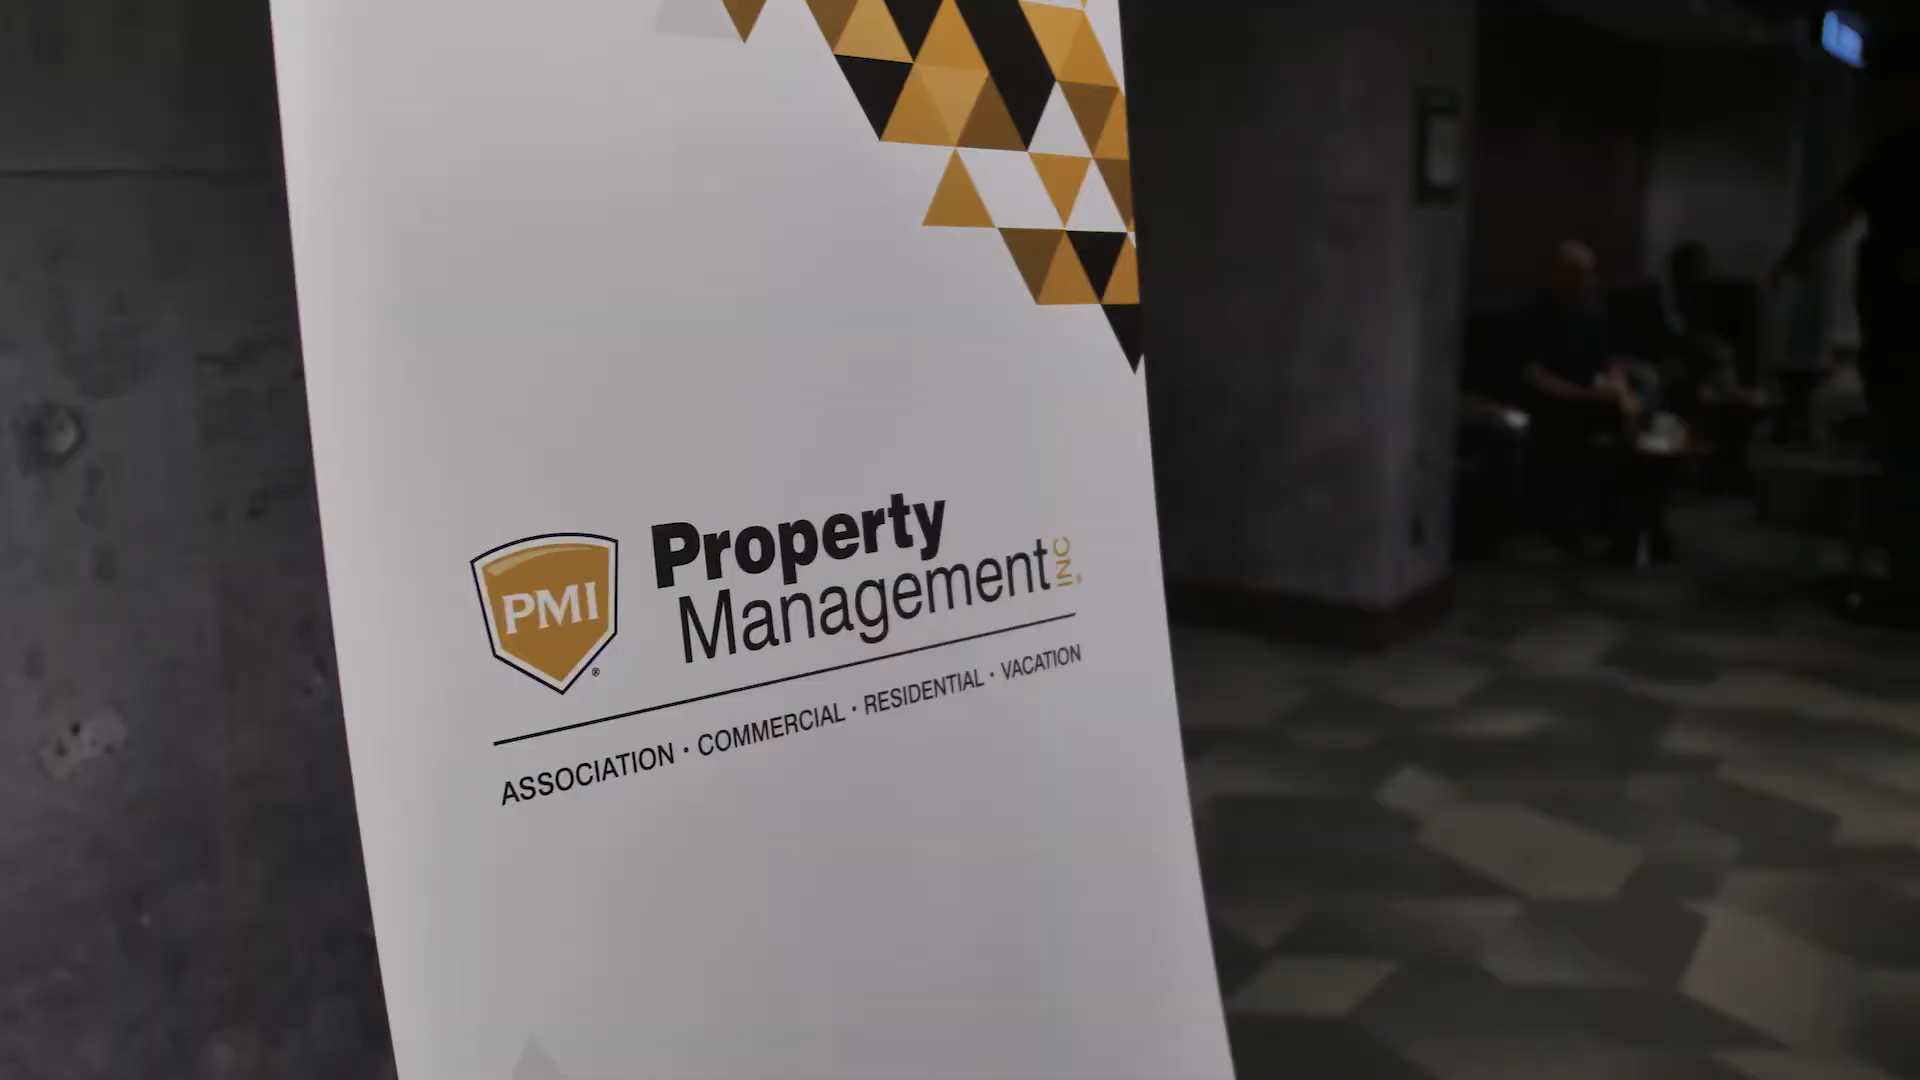 PMI®
Property
Management INC®
ASSOCIATION · COMMERCIAL · RESIDENTIAL · VACATION